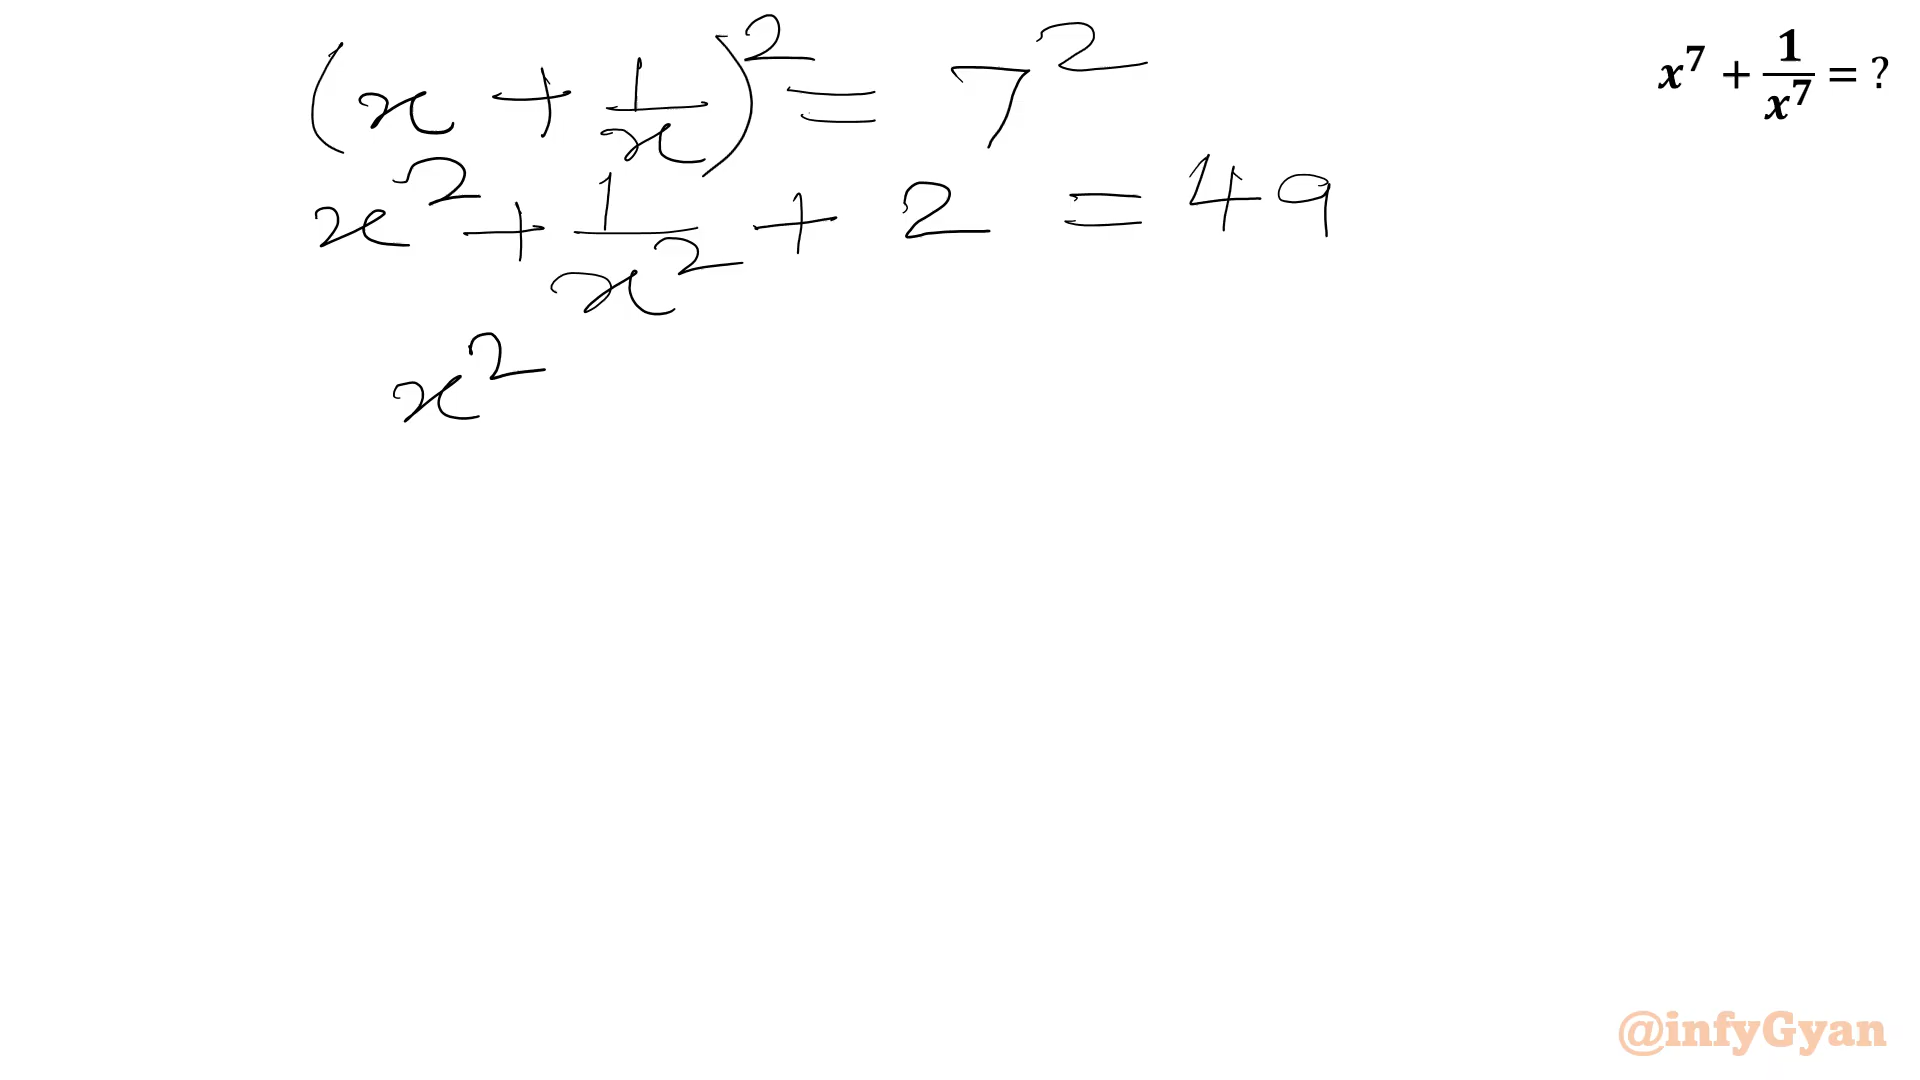 (x + 1/x)² = 7²
x² + 1/x² + 2 = 49
x²
x⁷ + 1/x⁷ = ?
@infyGyan